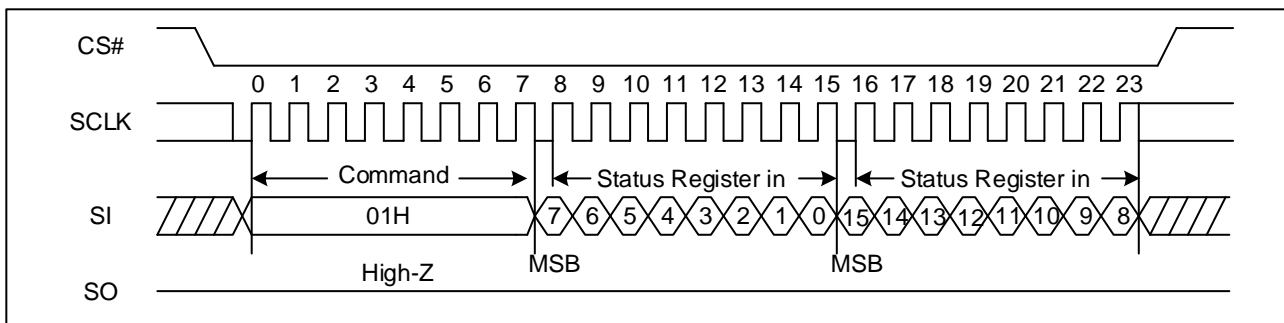 CS#
0 1 2 3 4 5 6 7 8 9 10 11 12 13 14 15 16 17 18 19 20 21 22 23
SCLK
Command Status Register in Status Register in
SI 01H 7 6 5 4 3 2 1 0 15 14 13 12 11 10 9 8
MSB MSB
High-Z
SO